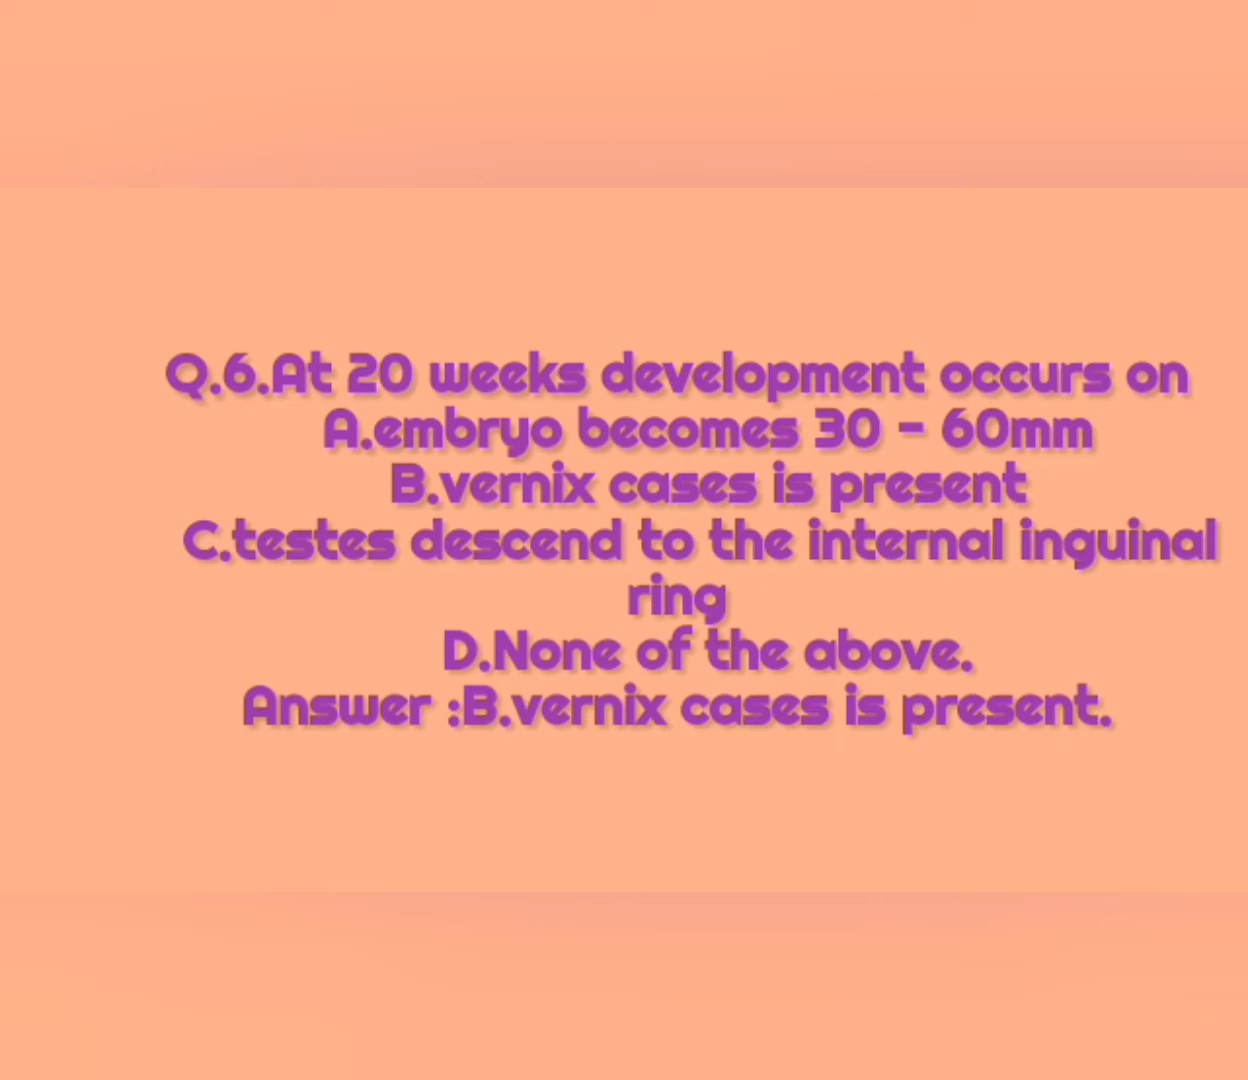 Q.6.At 20 weeks development occurs on
A.embryo becomes 30 - 60mm
B.vernix cases is present
C.testes descend to the internal inguinal
ring
D.None of the above.
Answer :B.vernix cases is present.